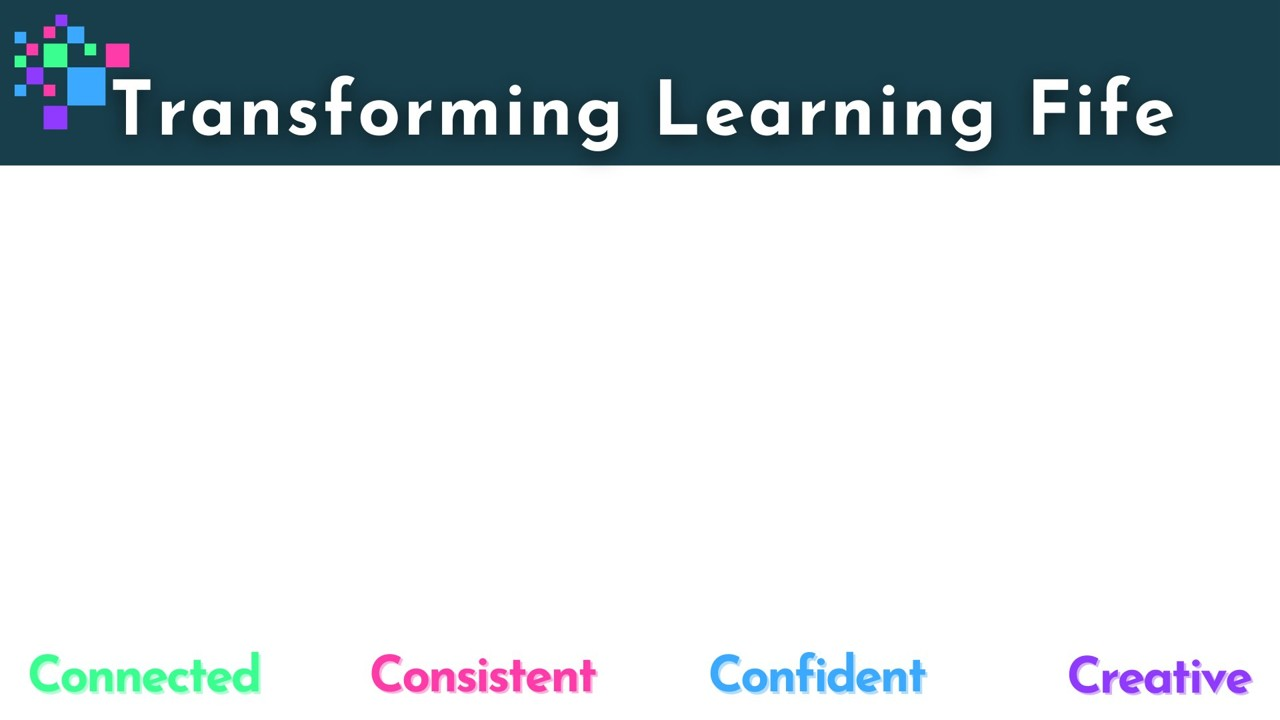 Transforming Learning Fife
Connected Consistent Confident Creative